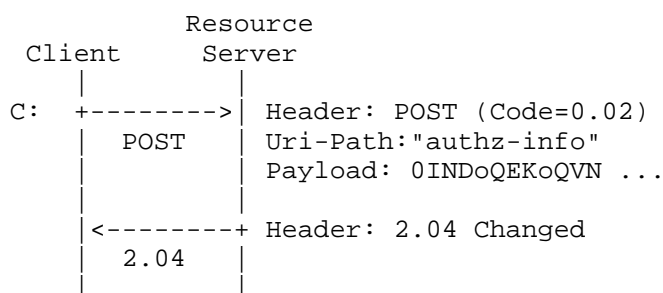 Resource
Client Server
C: +-------->| Header: POST (Code=0.02)
| POST | Uri-Path:"authz-info"
| | Payload: 0INDoQEKoQVN ...
|<--------+ Header: 2.04 Changed
| 2.04 |